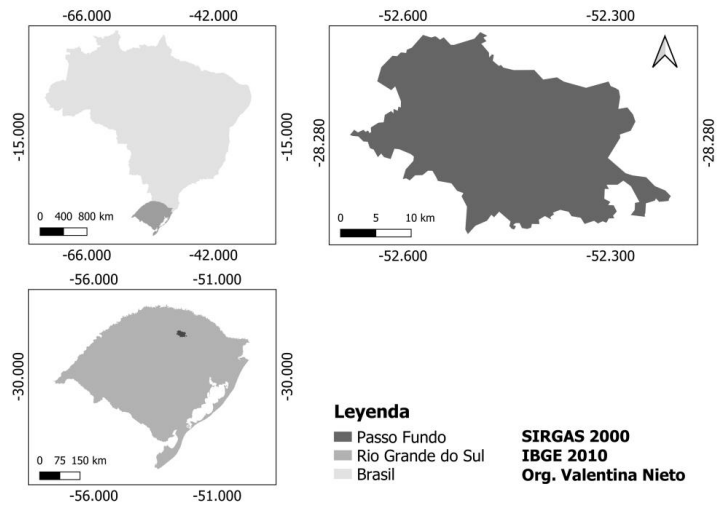 -66.000 -42.000
-15.000
-15.000
0 400 800 km
-66.000 -42.000
-52.600 -52.300
-28.280
-28.280
0 5 10 km
-52.600 -52.300
-56.000 -51.000
-30.000
-30.000
0 75 150 km
-56.000 -51.000
Leyenda
Passo Fundo
Rio Grande do Sul
Brasil
SIRGAS 2000
IBGE 2010
Org. Valentina Nieto